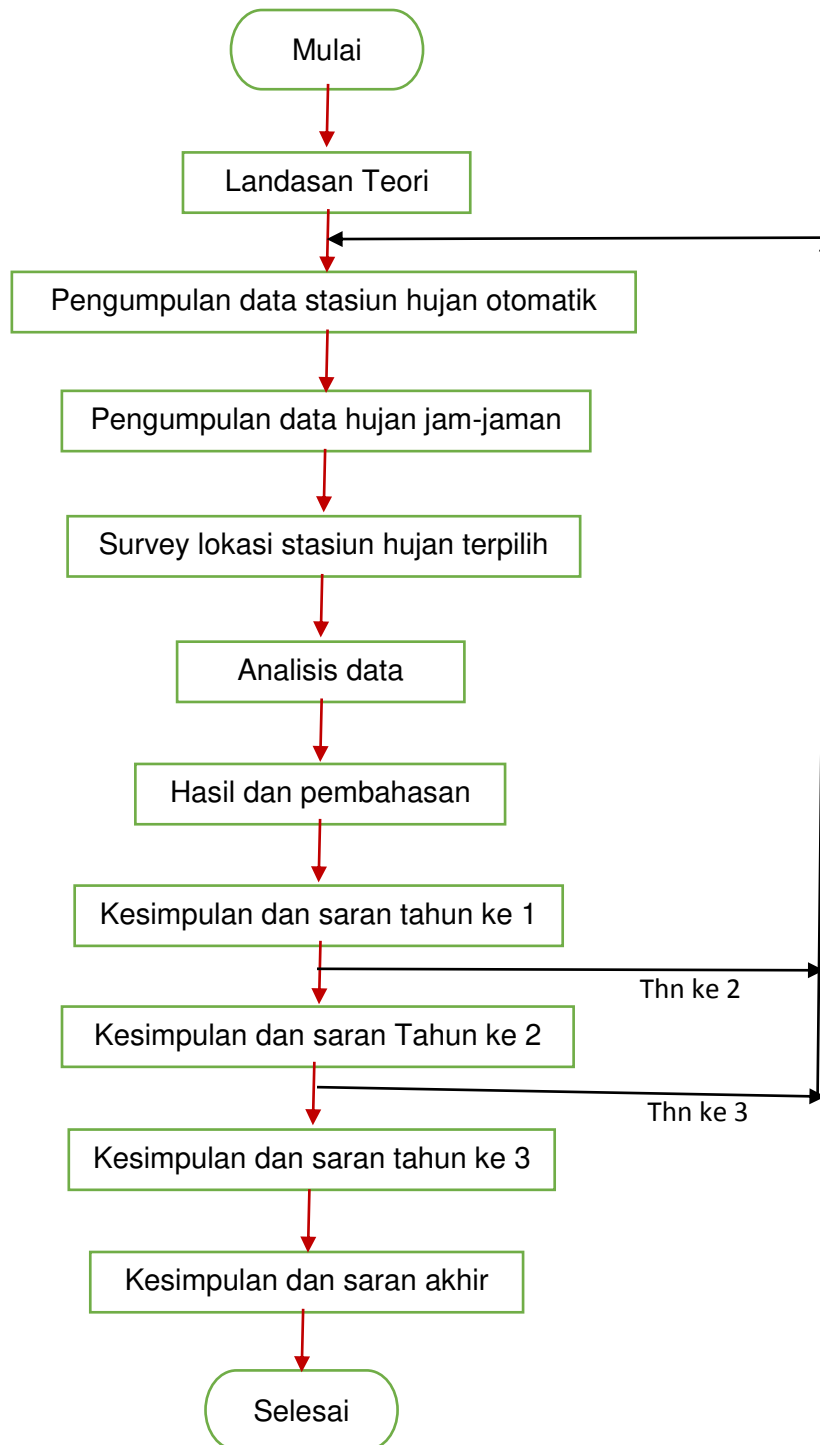 Mulai
Landasan Teori
Pengumpulan data stasiun hujan otomatik
Pengumpulan data hujan jam-jaman
Survey lokasi stasiun hujan terpilih
Analisis data
Hasil dan pembahasan
Kesimpulan dan saran tahun ke 1
Thn ke 2
Kesimpulan dan saran Tahun ke 2
Thn ke 3
Kesimpulan dan saran tahun ke 3
Kesimpulan dan saran akhir
Selesai